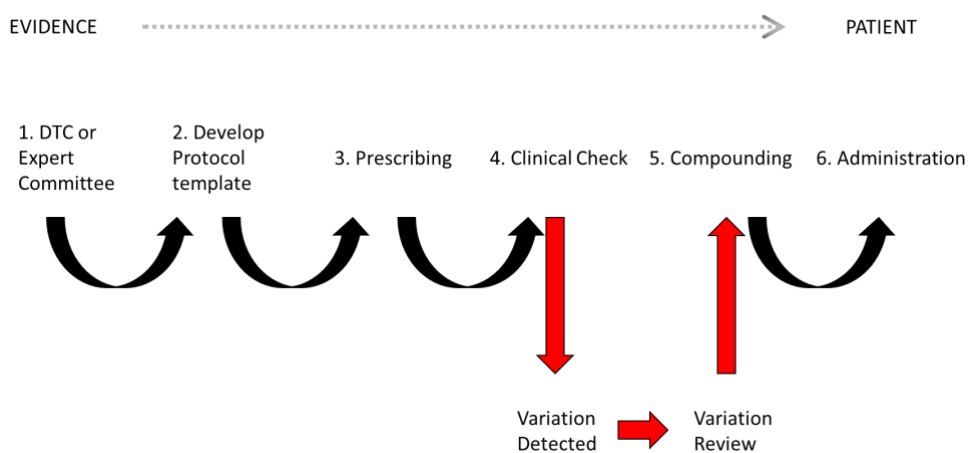 EVIDENCE
PATIENT
1. DTC or
Expert
Committee
2. Develop
Protocol
template
3. Prescribing
4. Clinical Check
5. Compounding
6. Administration
Variation
Detected
Variation
Review